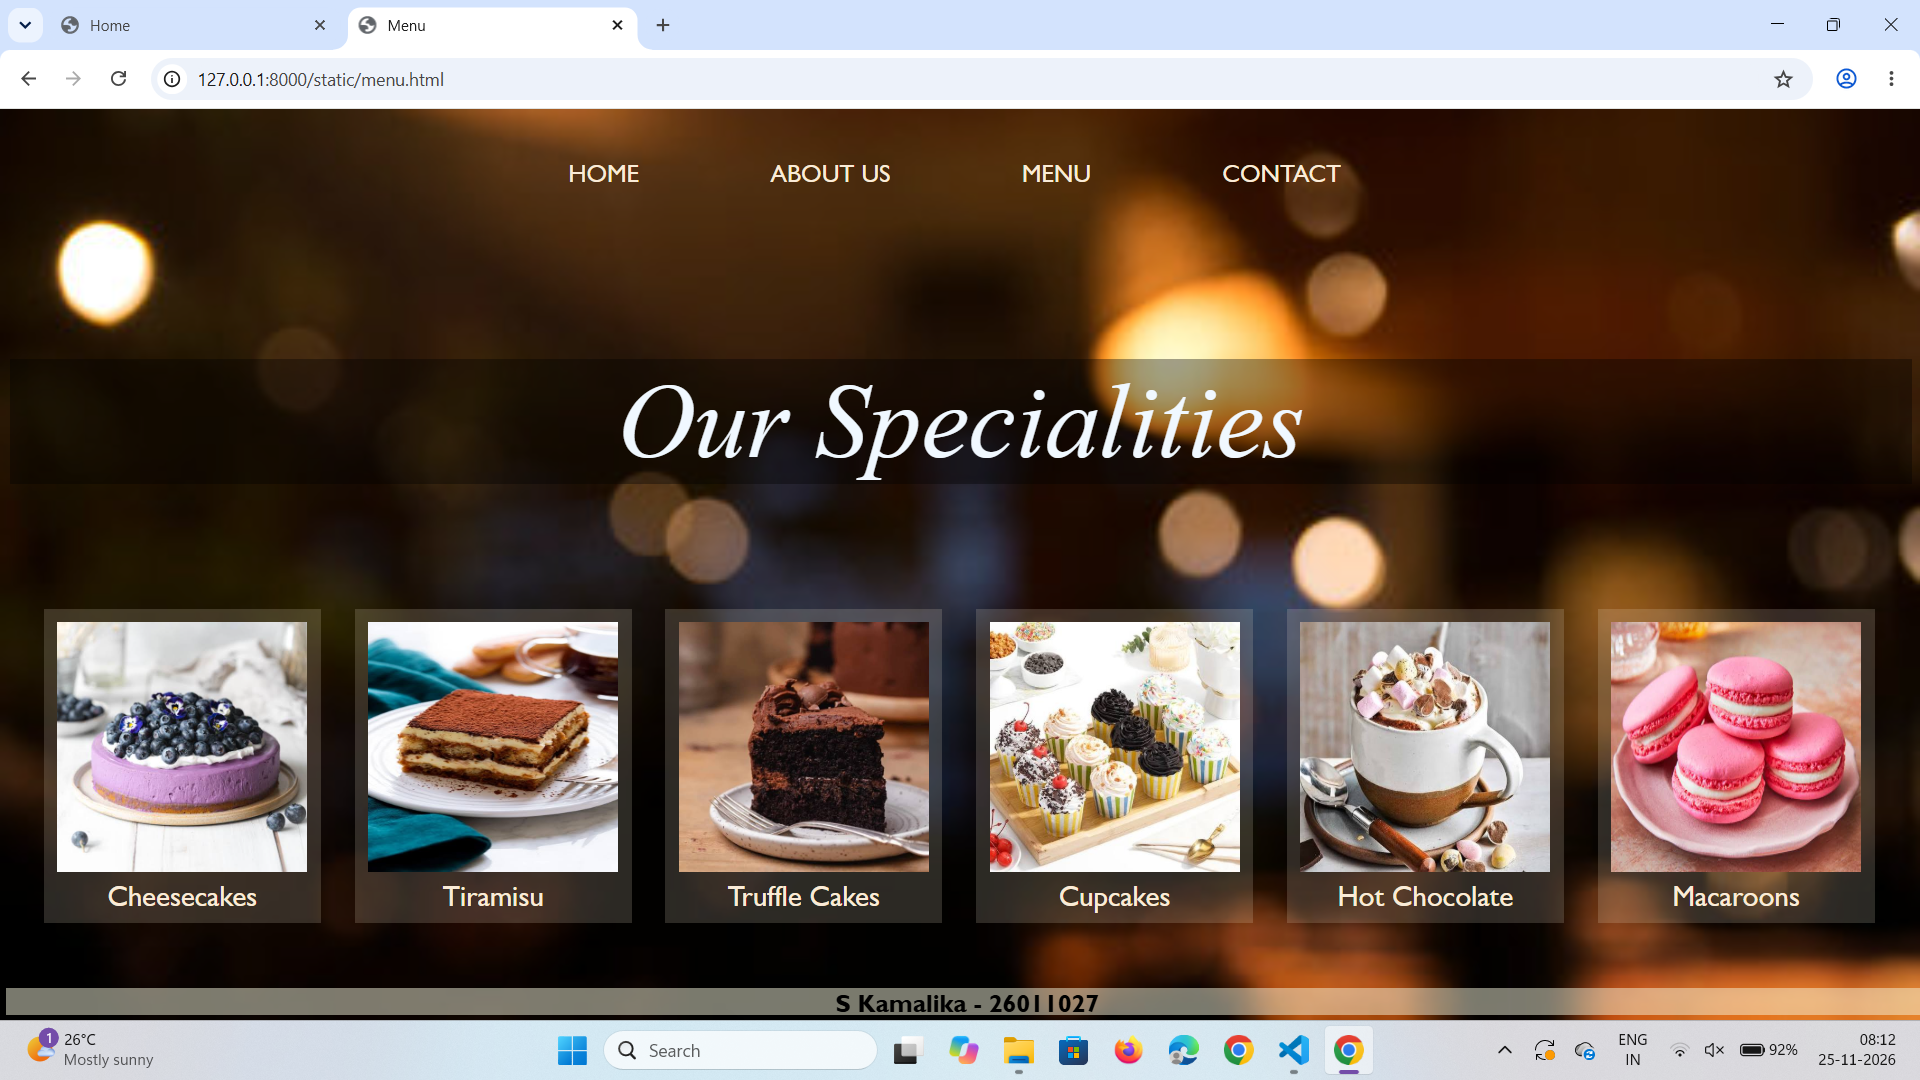 Home
Menu
127.0.0.1:8000/static/menu.html
HOME ABOUT US MENU CONTACT
Our Specialities
Cheesecakes
Tiramisu
Truffle Cakes
Cupcakes
Hot Chocolate
Macaroons
S Kamalika - 26011027
1
26°C
Mostly sunny
Search
ENG
IN
92%
08:12
25-11-2026